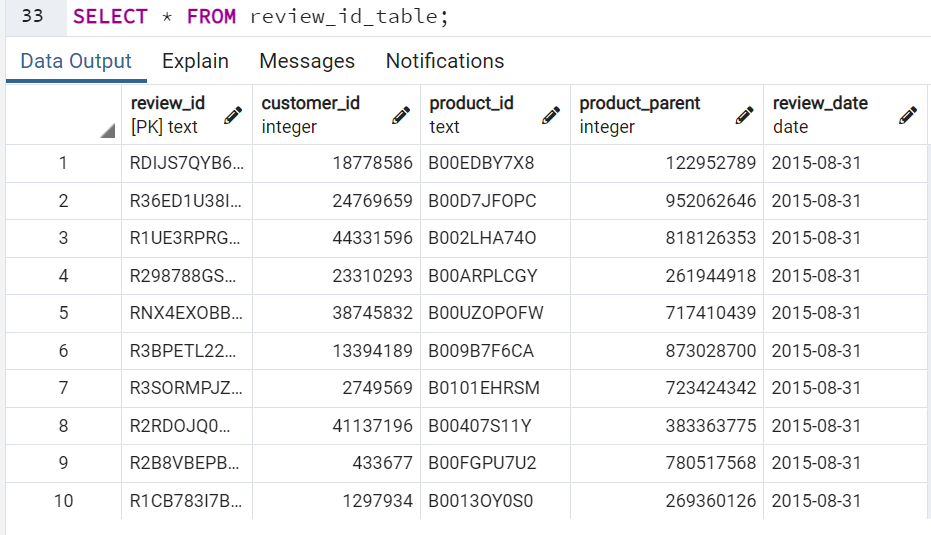 33 SELECT * FROM review_id_table;
Data Output Explain Messages Notifications
review_id customer_id product_id product_parent review_date
[PK] text integer text integer date
1 RDIJS7QYB6... 18778586 B00EDBY7X8 122952789 2015-08-31
2 R36ED1U38I... 24769659 B00D7JFOPC 952062646 2015-08-31
3 R1UE3RPRG... 44331596 B002LHA74O 818126353 2015-08-31
4 R298788GS... 23310293 B00ARPLCGY 261944918 2015-08-31
5 RNX4EXOBB... 38745832 B00UZOPOFW 717410439 2015-08-31
6 R3BPETL22... 13394189 B009B7F6CA 873028700 2015-08-31
7 R3SORMPJZ... 2749569 B0101EHRSM 723424342 2015-08-31
8 R2RDOJQ0... 41137196 B00407S11Y 383363775 2015-08-31
9 R2B8VBEPB... 433677 B00FGPU7U2 780517568 2015-08-31
10 R1CB783I7B... 1297934 B0013OY0S0 269360126 2015-08-31